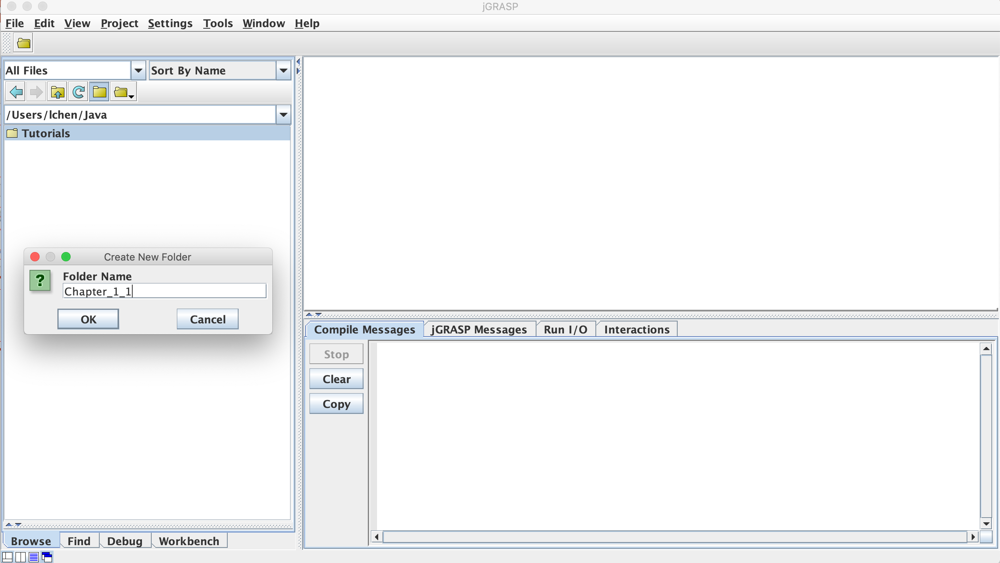 jGRASP
File Edit View Project Settings Tools Window Help
All Files Sort By Name
/Users/lchen/Java
Tutorials
Create New Folder
?
Folder Name
Chapter_1_1
OK Cancel
Compile Messages jGRASP Messages Run I/O Interactions
Stop
Clear
Copy
Browse Find Debug Workbench